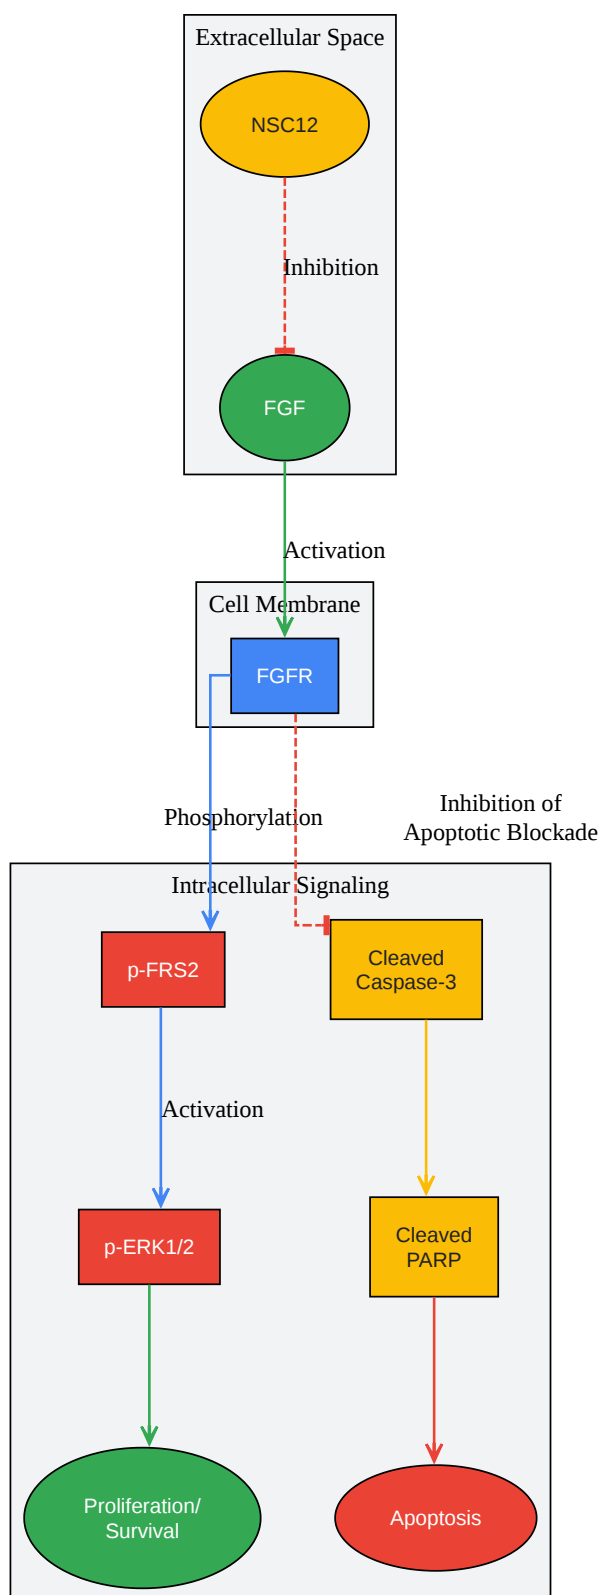 Extracellular Space
NSC12
Inhibition
FGF
Activation
Cell Membrane
FGFR
Phosphorylation
Inhibition of
Apoptotic Blockade
Intracellular Signaling
p-FRS2
Cleaved
Caspase-3
Activation
p-ERK1/2
Cleaved
PARP
Proliferation/
Survival
Apoptosis